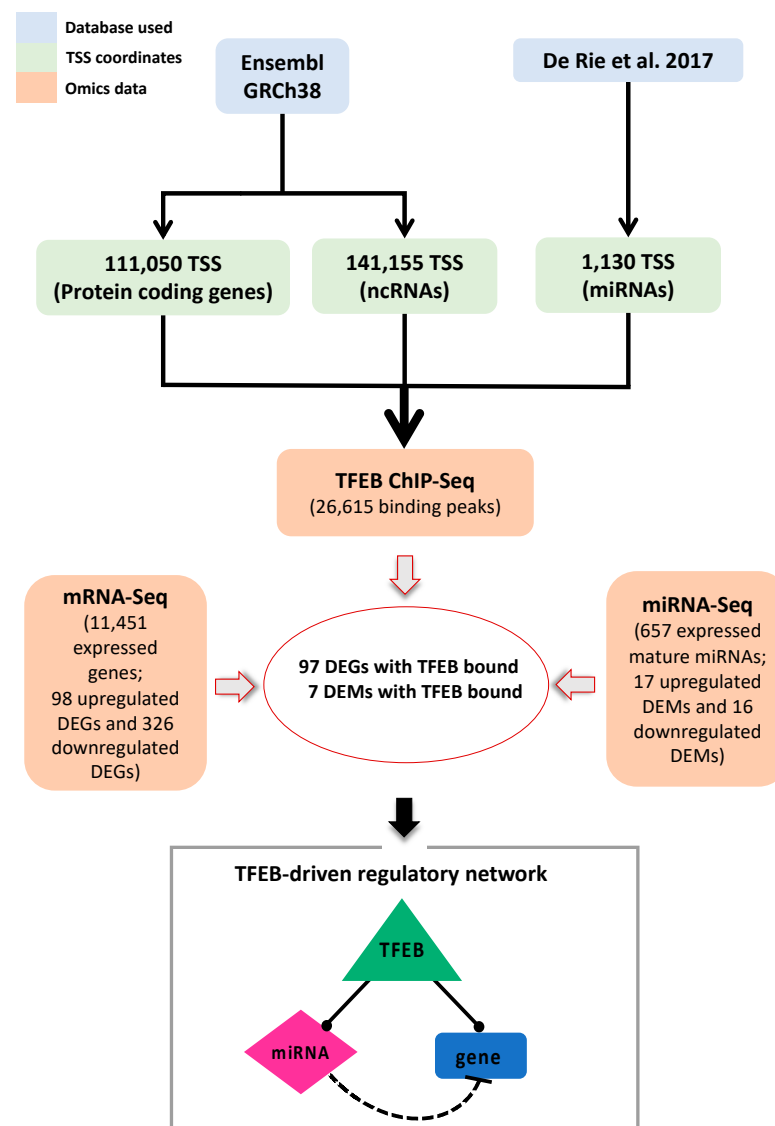 Database used
TSS coordinates
Omics data
Ensembl
GRCh38
De Rie et al. 2017
111,050 TSS
(Protein coding genes)
141,155 TSS
(ncRNAs)
1,130 TSS
(miRNAs)
TFEB ChIP-Seq
(26,615 binding peaks)
mRNA-Seq
(11,451
expressed
genes;
98 upregulated
DEGs and 326
downregulated
DEGs)
97 DEGs with TFEB bound
7 DEMs with TFEB bound
miRNA-Seq
(657 expressed
mature miRNAs;
17 upregulated
DEMs and 16
downregulated
DEMs)
TFEB-driven regulatory network
TFEB
miRNA
gene